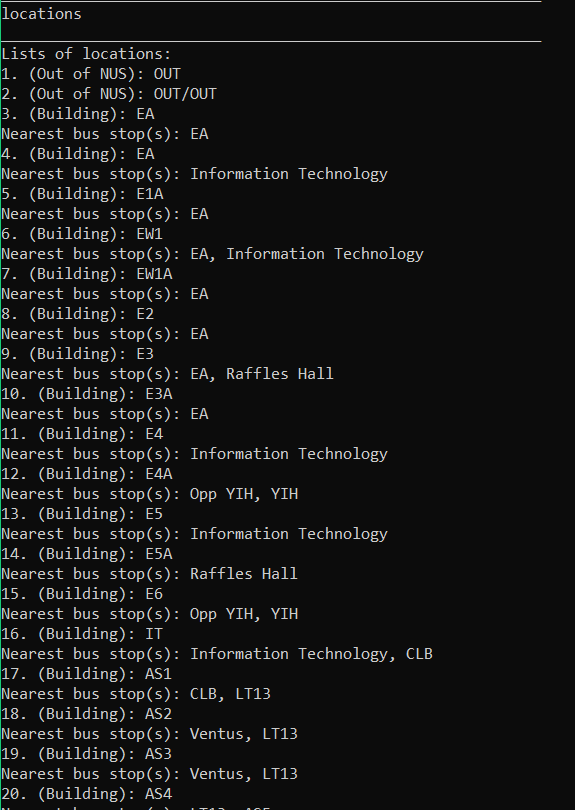 locations
Lists of locations:
1. (Out of NUS): OUT
2. (Out of NUS): OUT/OUT
3. (Building): EA
Nearest bus stop(s): EA
4. (Building): EA
Nearest bus stop(s): Information Technology
5. (Building): E1A
Nearest bus stop(s): EA
6. (Building): EW1
Nearest bus stop(s): EA, Information Technology
7. (Building): EW1A
Nearest bus stop(s): EA
8. (Building): E2
Nearest bus stop(s): EA
9. (Building): E3
Nearest bus stop(s): EA, Raffles Hall
10. (Building): E3A
Nearest bus stop(s): EA
11. (Building): E4
Nearest bus stop(s): Information Technology
12. (Building): E4A
Nearest bus stop(s): Opp YIH, YIH
13. (Building): E5
Nearest bus stop(s): Information Technology
14. (Building): E5A
Nearest bus stop(s): Raffles Hall
15. (Building): E6
Nearest bus stop(s): Opp YIH, YIH
16. (Building): IT
Nearest bus stop(s): Information Technology, CLB
17. (Building): AS1
Nearest bus stop(s): CLB, LT13
18. (Building): AS2
Nearest bus stop(s): Ventus, LT13
19. (Building): AS3
Nearest bus stop(s): Ventus, LT13
20. (Building): AS4